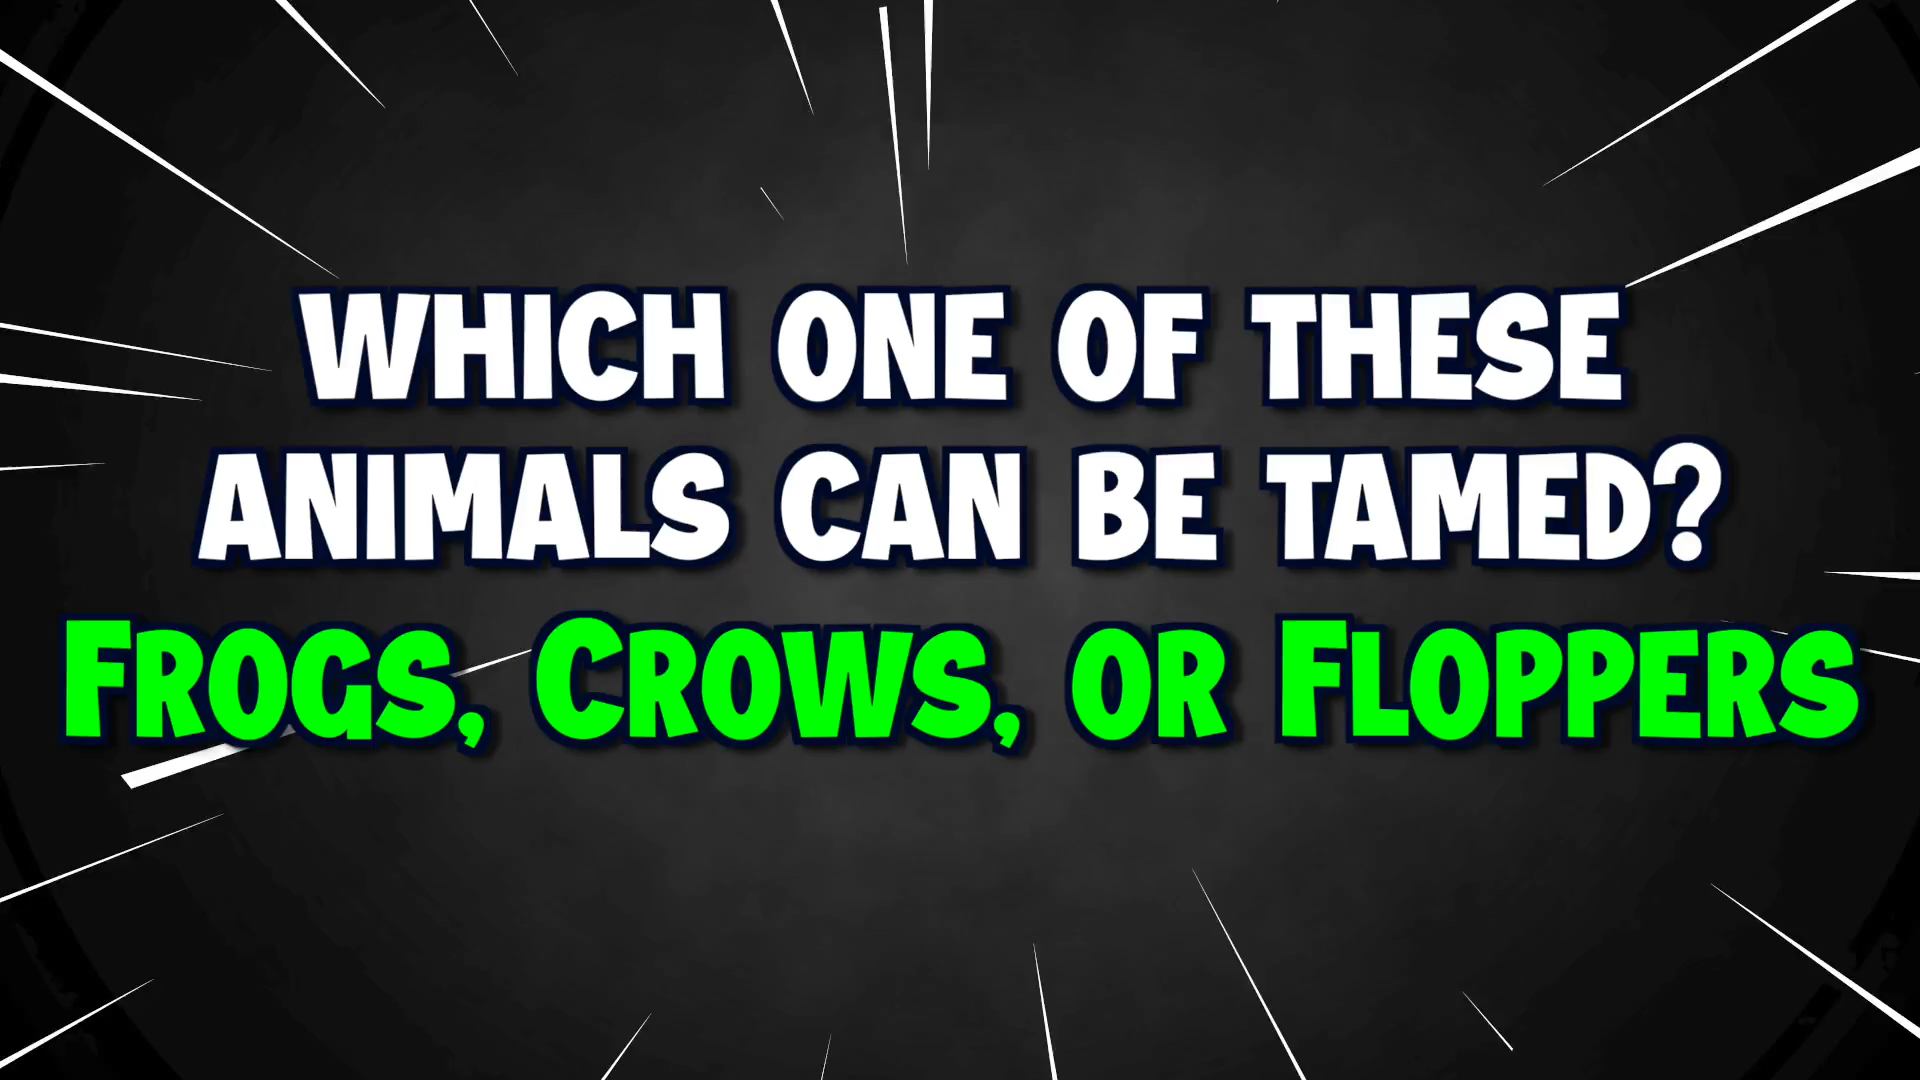 WHICH ONE OF THESE
ANIMALS CAN BE TAMED?
FROGS, CROWS, OR FLOPPERS